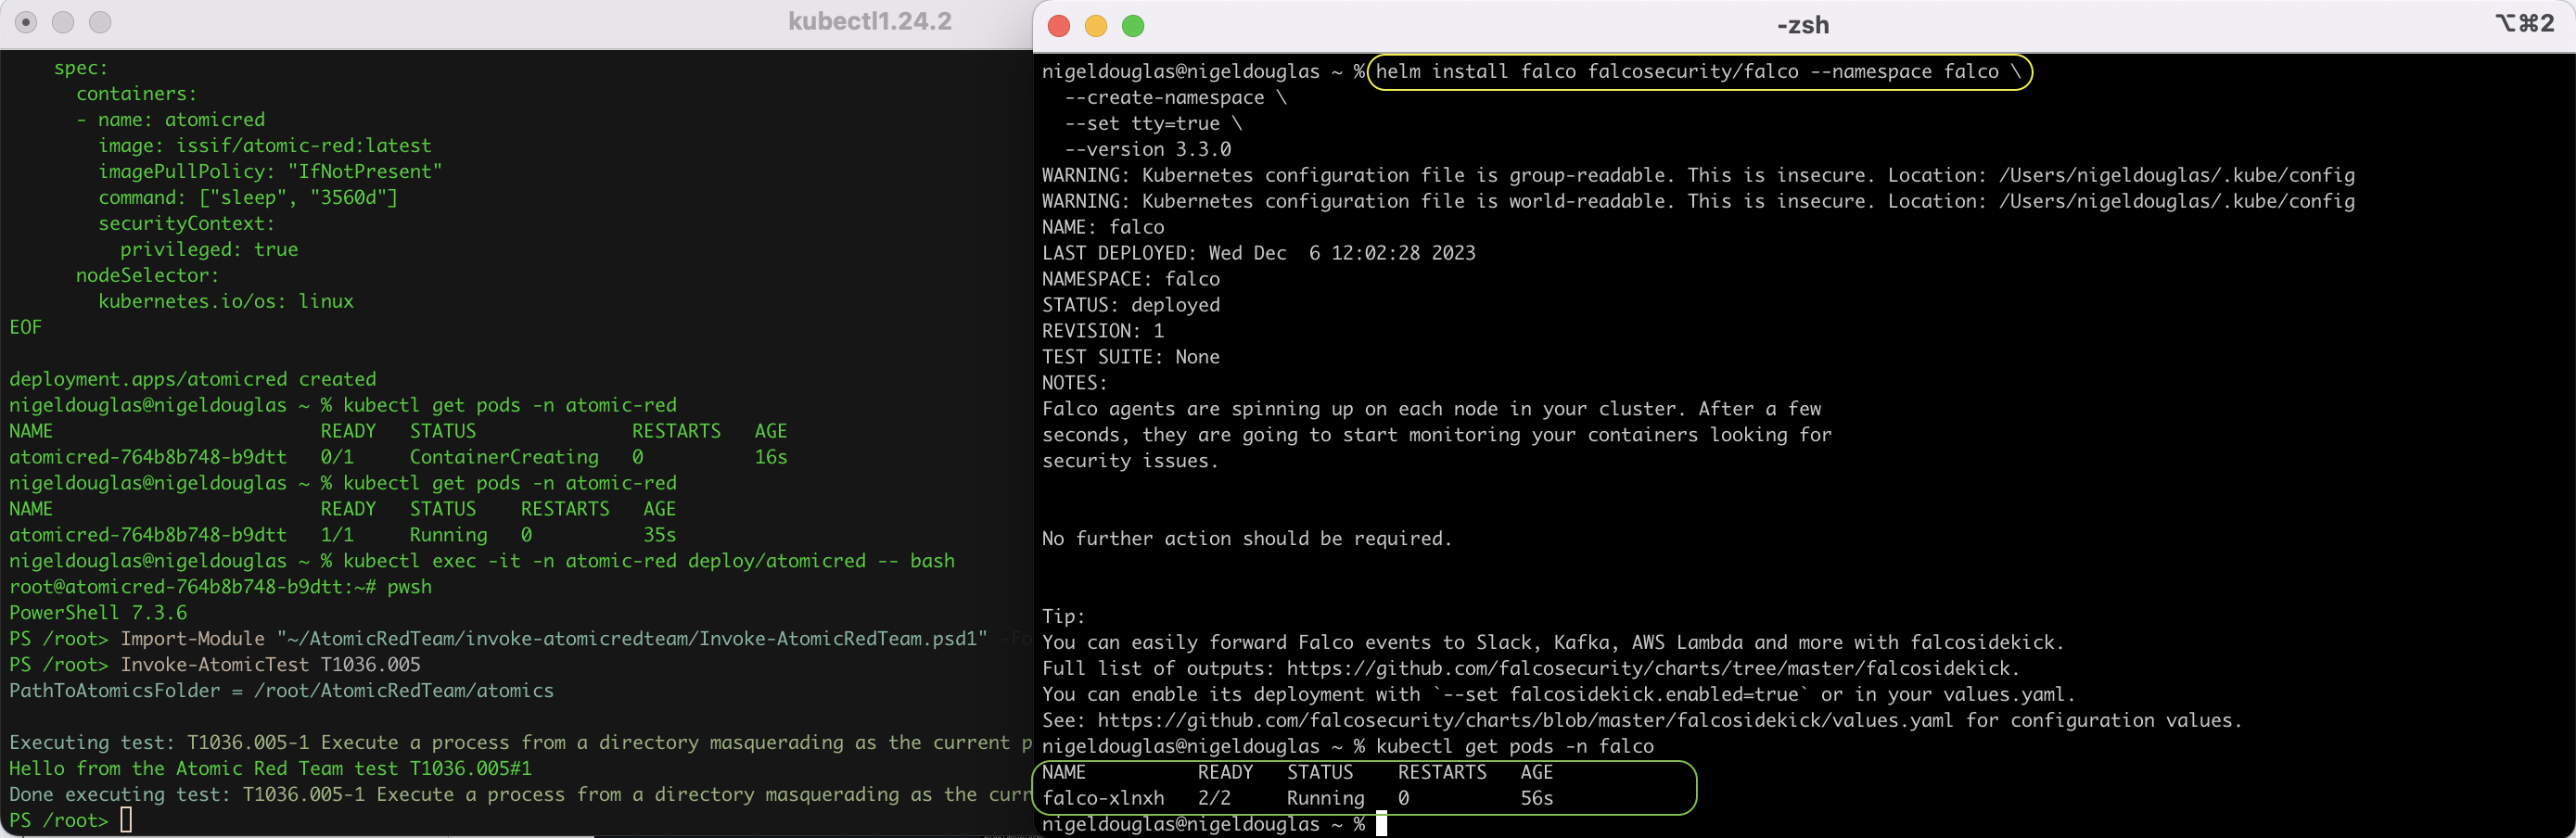 kubectl1.24.2
    spec:
      containers:
      - name: atomicred
        image: issif/atomic-red:latest
        imagePullPolicy: "IfNotPresent"
        command: ["sleep", "3560d"]
        securityContext:
          privileged: true
      nodeSelector:
        kubernetes.io/os: linux
EOF
deployment.apps/atomicred created
nigeldouglas@nigeldouglas ~ % kubectl get pods -n atomic-red
NAME                        READY   STATUS              RESTARTS   AGE
atomicred-764b8b748-b9dtt   0/1     ContainerCreating   0          16s
nigeldouglas@nigeldouglas ~ % kubectl get pods -n atomic-red
NAME                        READY   STATUS    RESTARTS   AGE
atomicred-764b8b748-b9dtt   1/1     Running   0          35s
nigeldouglas@nigeldouglas ~ % kubectl exec -it -n atomic-red deploy/atomicred -- bash
root@atomicred-764b8b748-b9dtt:~# pwsh
PowerShell 7.3.6
PS /root> Import-Module "~/AtomicRedTeam/invoke-atomicredteam/Invoke-AtomicRedTeam.psd1" -Fo
PS /root> Invoke-AtomicTest T1036.005
PathToAtomicsFolder = /root/AtomicRedTeam/atomics
Executing test: T1036.005-1 Execute a process from a directory masquerading as the current p
Hello from the Atomic Red Team test T1036.005#1
Done executing test: T1036.005-1 Execute a process from a directory masquerading as the curr
PS /root>
-zsh
⌥⌘2
nigeldouglas@nigeldouglas ~ % helm install falco falcosecurity/falco --namespace falco \
  --create-namespace \
  --set tty=true \
  --version 3.3.0
WARNING: Kubernetes configuration file is group-readable. This is insecure. Location: /Users/nigeldouglas/.kube/config
WARNING: Kubernetes configuration file is world-readable. This is insecure. Location: /Users/nigeldouglas/.kube/config
NAME: falco
LAST DEPLOYED: Wed Dec  6 12:02:28 2023
NAMESPACE: falco
STATUS: deployed
REVISION: 1
TEST SUITE: None
NOTES:
Falco agents are spinning up on each node in your cluster. After a few
seconds, they are going to start monitoring your containers looking for
security issues.
No further action should be required.
Tip:
You can easily forward Falco events to Slack, Kafka, AWS Lambda and more with falcosidekick.
Full list of outputs: https://github.com/falcosecurity/charts/tree/master/falcosidekick.
You can enable its deployment with `--set falcosidekick.enabled=true` or in your values.yaml.
See: https://github.com/falcosecurity/charts/blob/master/falcosidekick/values.yaml for configuration values.
nigeldouglas@nigeldouglas ~ % kubectl get pods -n falco
NAME          READY   STATUS    RESTARTS   AGE
falco-xlnxh   2/2     Running   0          56s
nigeldouglas@nigeldouglas ~ %